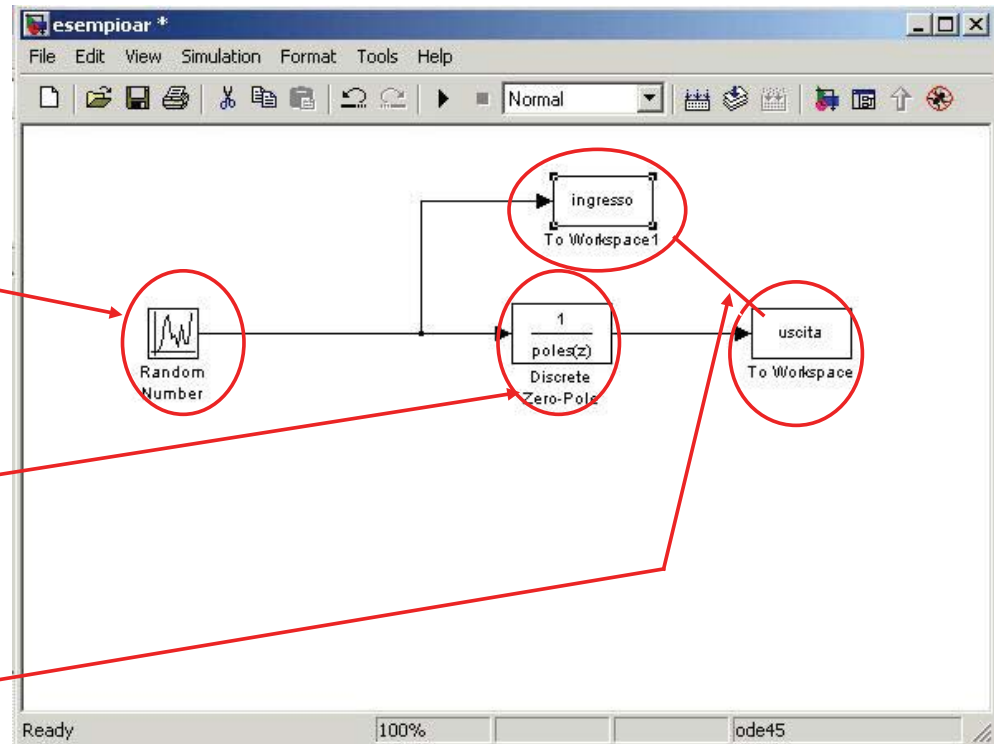 esempioar *
File Edit View Simulation Format Tools Help
Normal
ingresso
To Workspace1
Random
Number
1
poles(z)
Discrete
Zero-Pole
uscita
To Workspace
Ready 100% ode45